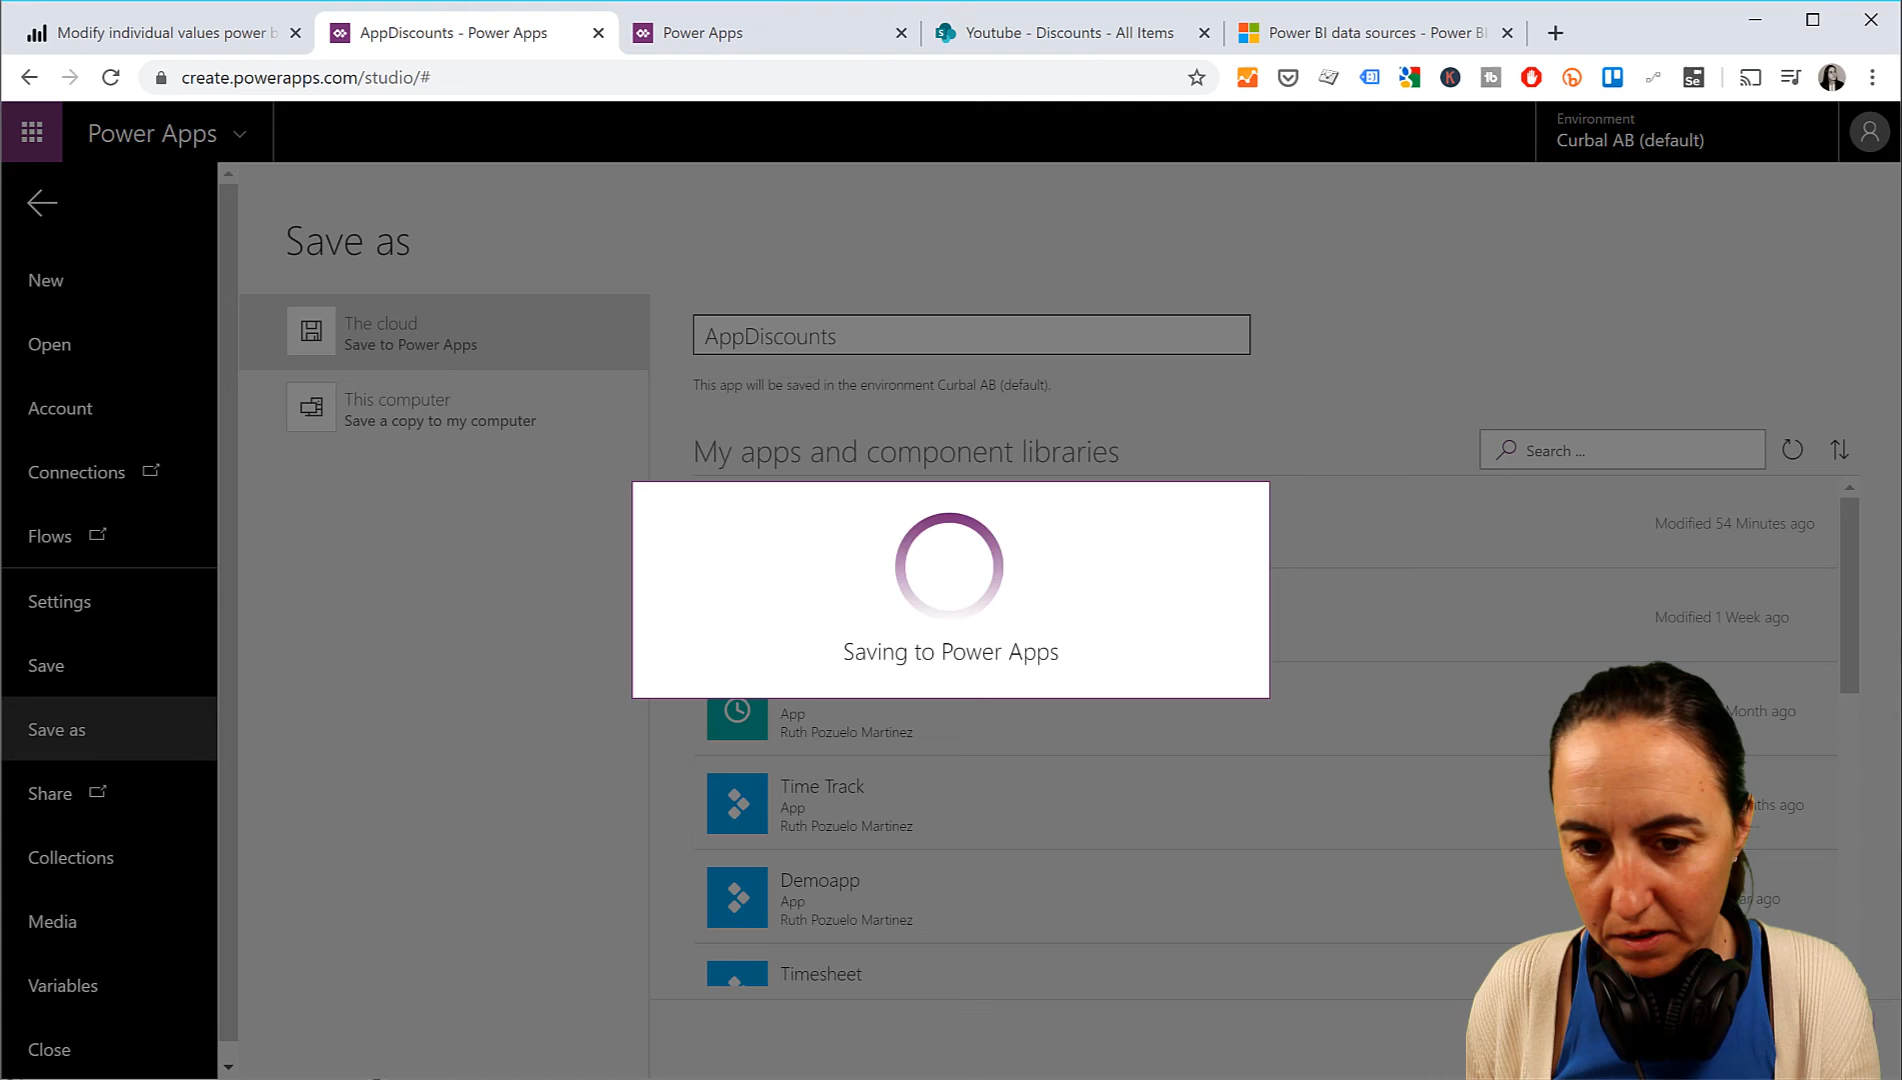 Modify individual values power b
AppDiscounts - Power Apps
Power Apps
Youtube - Discounts - All Items
Power BI data sources - Power BI
create.powerapps.com/studio/#
Power Apps
Environment
Curbal AB (default)
Save as
New
Open
Account
Connections
Flows
Settings
Save
Save as
Share
Collections
Media
Variables
Close
The cloud
Save to Power Apps
This computer
Save a copy to my computer
AppDiscounts
This app will be saved in the environment Curbal AB (default).
My apps and component libraries
Search ...
Modified 54 Minutes ago
Modified 1 Week ago
Saving to Power Apps
App
Ruth Pozuelo Martinez
Month ago
Time Track
App
Ruth Pozuelo Martinez
ths ago
Demoapp
App
Ruth Pozuelo Martinez
ar ago
Timesheet